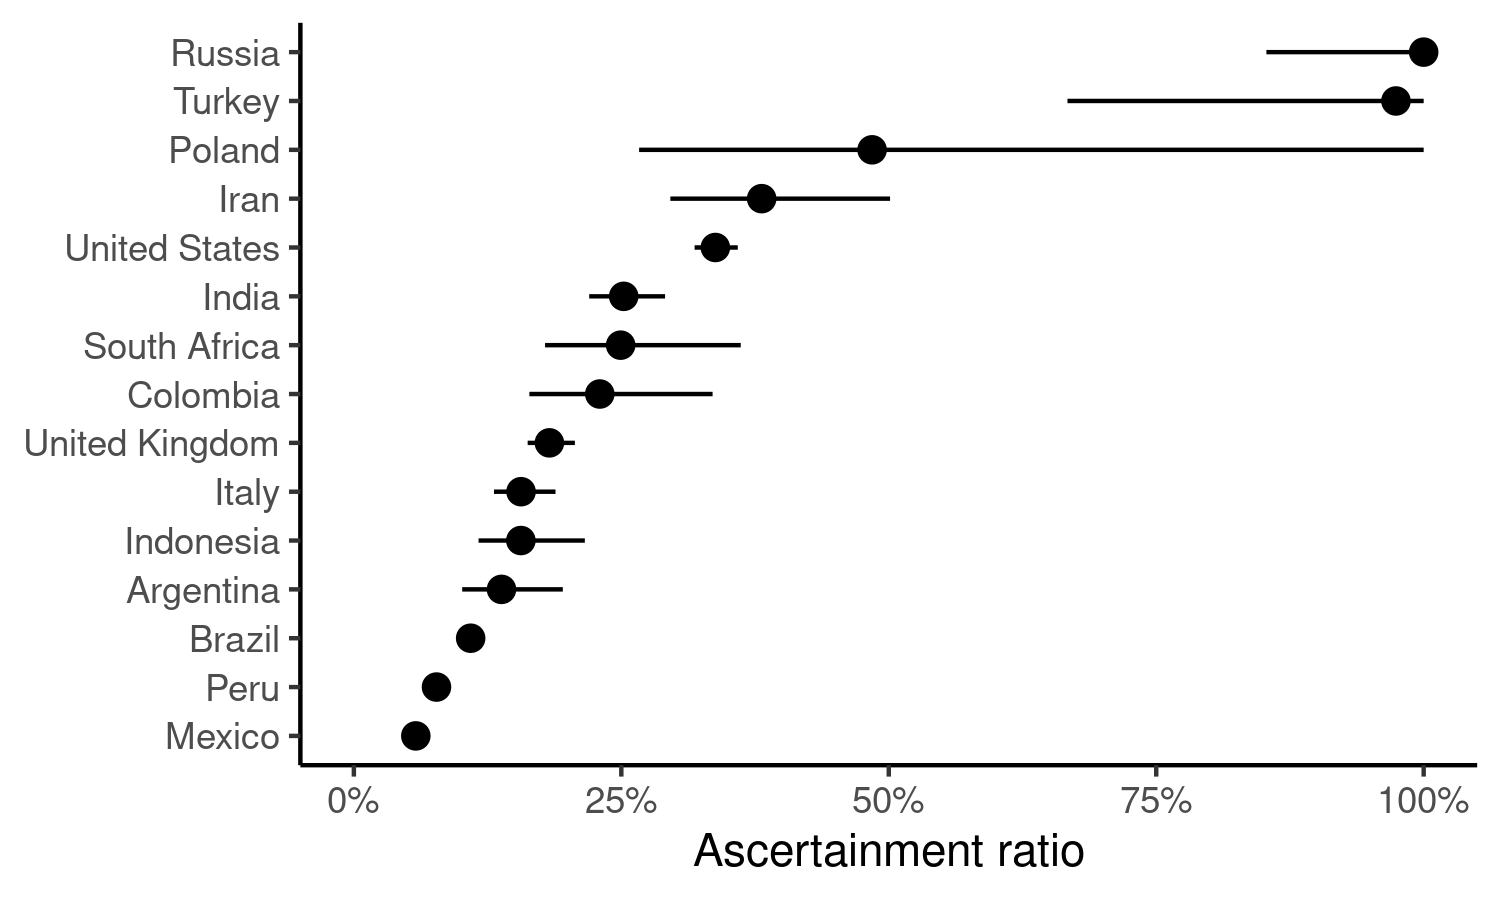 Russia
Turkey
Poland
Iran
United States
India
South Africa
Colombia
United Kingdom
Italy
Indonesia
Argentina
Brazil
Peru
Mexico
0% 25% 50% 75% 100%
Ascertainment ratio